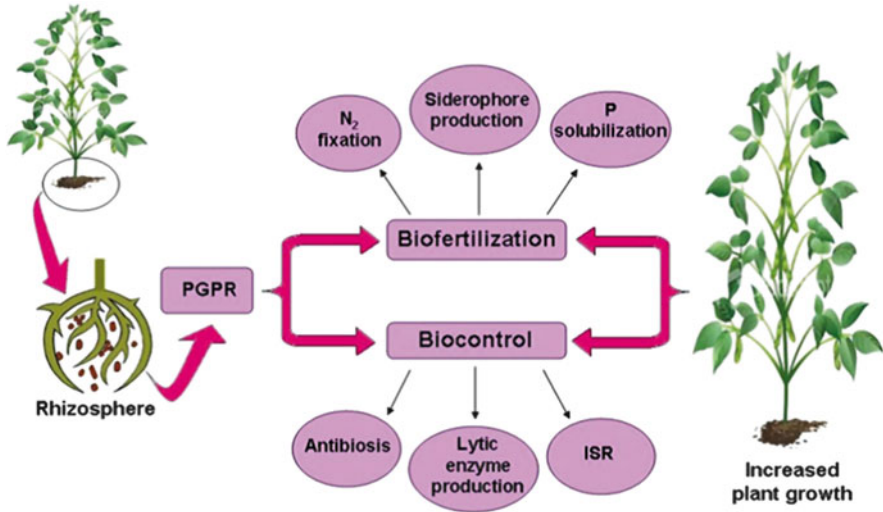 N₂
fixation
Siderophore
production
P
solubilization
Biofertilization
PGPR
Biocontrol
Rhizosphere
Antibiosis
Lytic
enzyme
production
ISR
Increased
plant growth